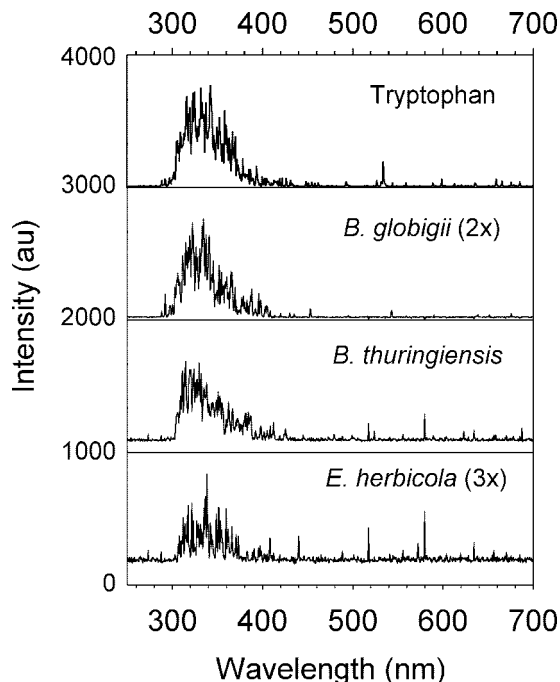 300 400 500 600 700
4000
Tryptophan
3000
B. globigii (2x)
2000
B. thuringiensis
1000
E. herbicola (3x)
0
300 400 500 600 700
Intensity (au)
Wavelength (nm)